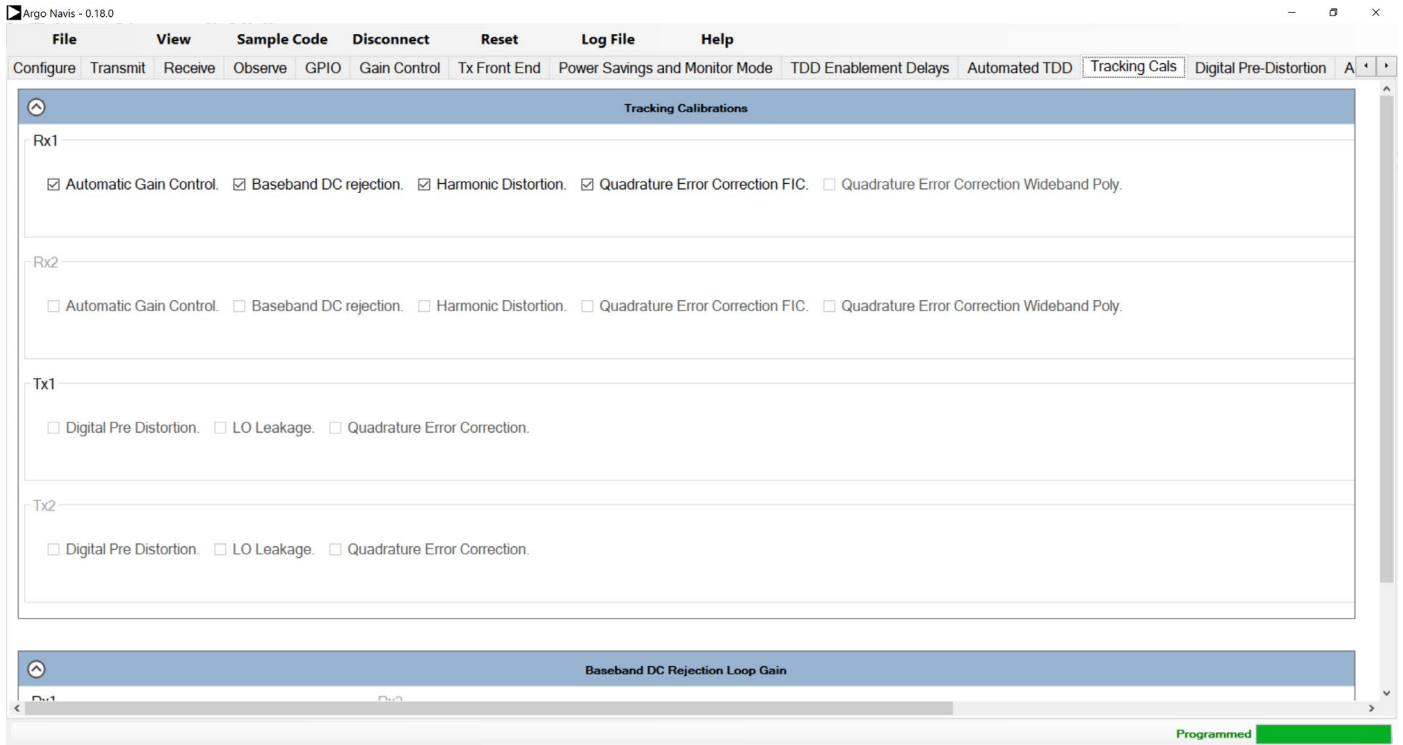 Argo Navis - 0.18.0
File View Sample Code Disconnect Reset Log File Help
Configure Transmit Receive Observe GPIO Gain Control Tx Front End Power Savings and Monitor Mode TDD Enablement Delays Automated TDD Tracking Cals Digital Pre-Distortion A
Tracking Calibrations
Rx1
Automatic Gain Control. Baseband DC rejection. Harmonic Distortion. Quadrature Error Correction FIC. Quadrature Error Correction Wideband Poly.
Rx2
Automatic Gain Control. Baseband DC rejection. Harmonic Distortion. Quadrature Error Correction FIC. Quadrature Error Correction Wideband Poly.
Tx1
Digital Pre Distortion. LO Leakage. Quadrature Error Correction.
Tx2
Digital Pre Distortion. LO Leakage. Quadrature Error Correction.
Baseband DC Rejection Loop Gain
Rx1 Rx2
Programmed